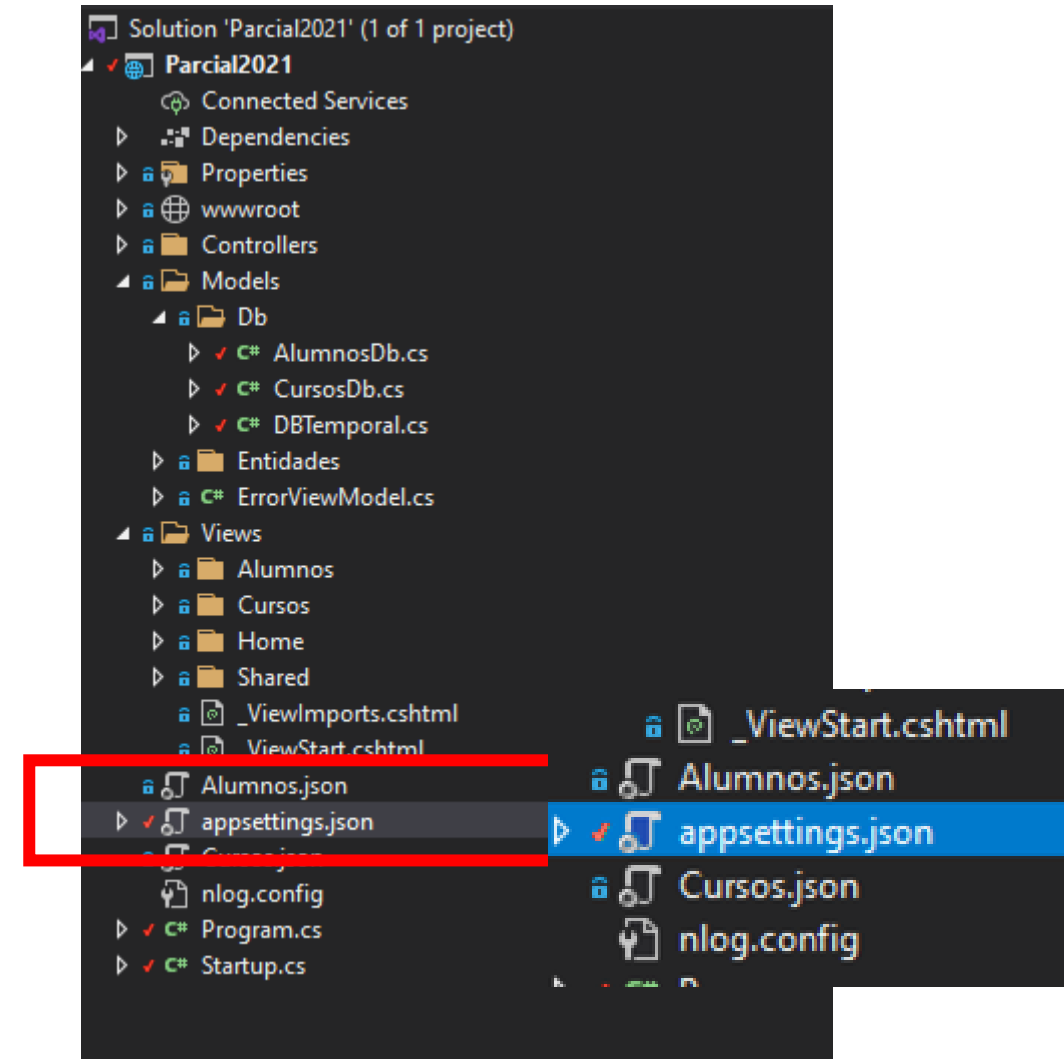 Solution 'Parcial2021' (1 of 1 project)
Parcial2021
Connected Services
Dependencies
Properties
wwwroot
Controllers
Models
Db
C# AlumnosDb.cs
C# CursosDb.cs
C# DBTemporal.cs
Entidades
C# ErrorViewModel.cs
Views
Alumnos
Cursos
Home
Shared
_ViewImports.cshtml
_ViewStart.cshtml
Alumnos.json
appsettings.json
Cursos.json
nlog.config
C# Program.cs
C# Startup.cs
_ViewStart.cshtml
Alumnos.json
appsettings.json
Cursos.json
nlog.config